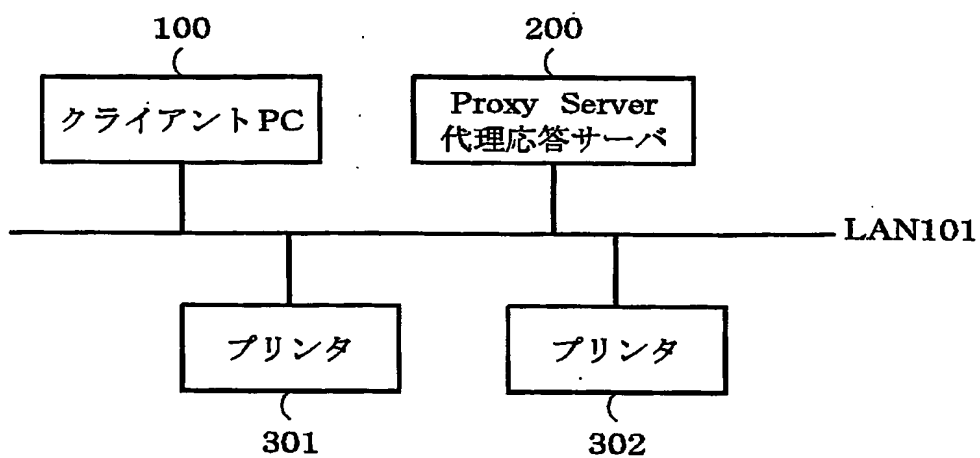 100
200
クライアントPC
Proxy Server
代理応答サーバ
LAN101
プリンタ
プリンタ
301
302